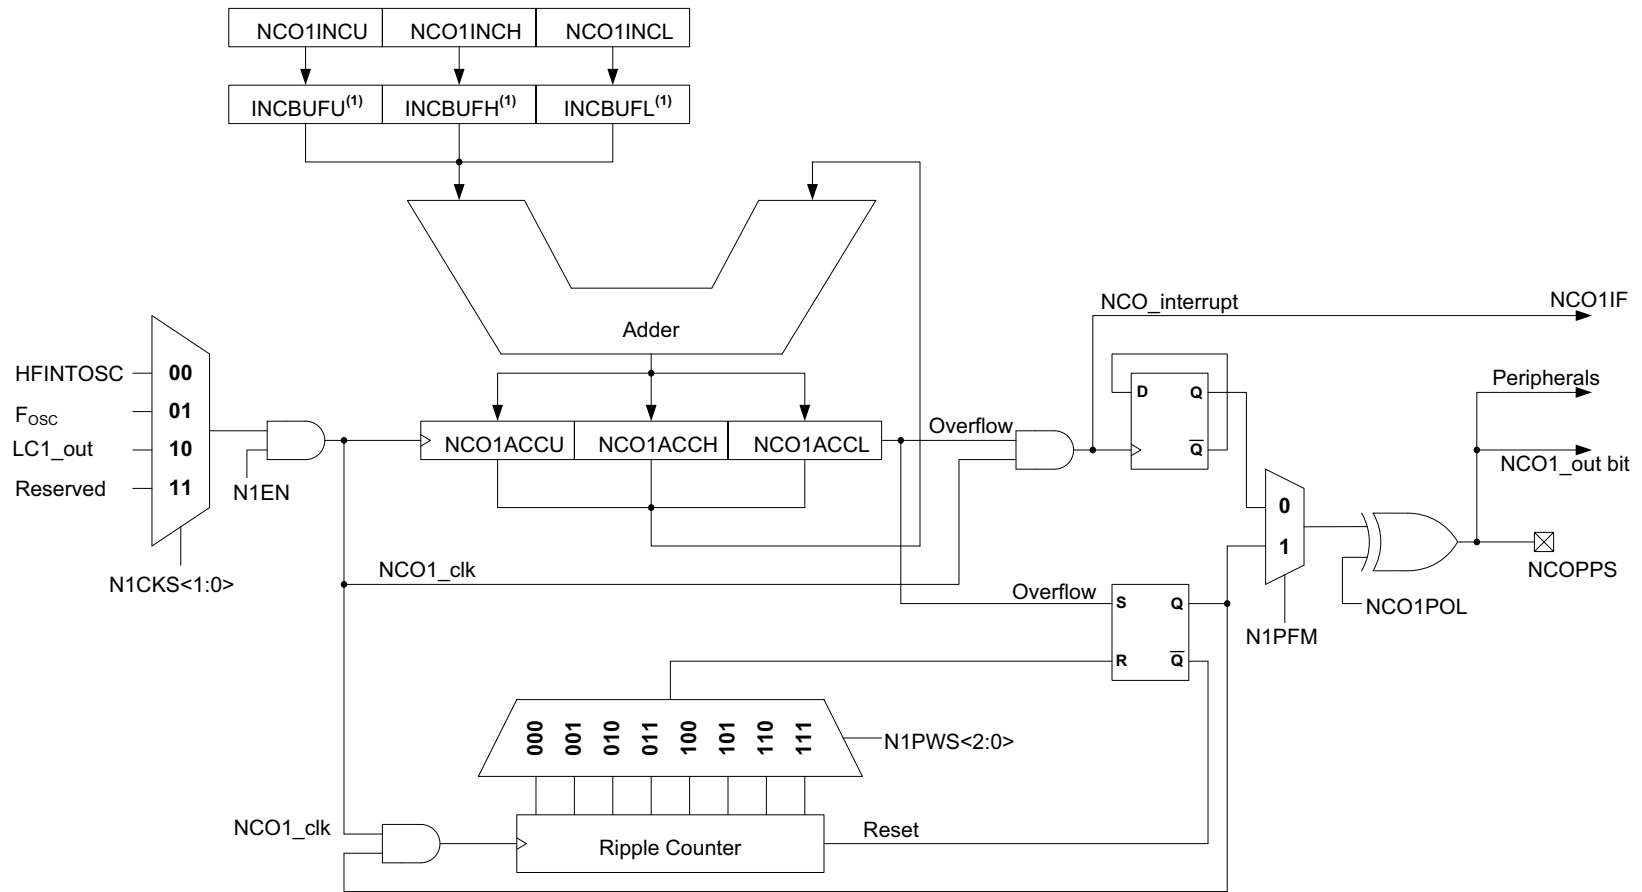 NCO1INCU NCO1INCH NCO1INCL
INCBUFU(1) INCBUFH(1) INCBUFL(1)
Adder
NCO_interrupt
NCO1IF
HFINTOSC 00
FOSC 01
LC1_out 10
Reserved 11
N1EN
N1CKS<1:0>
NCO1ACCU NCO1ACCH NCO1ACCL
Overflow
D Q
Q
Peripherals
NCO1_out bit
0
1
N1PFM
NCO1POL
NCOPPS
NCO1_clk
Overflow
S Q
R Q
000 001 010 011 100 101 110 111
N1PWS<2:0>
NCO1_clk
Ripple Counter
Reset